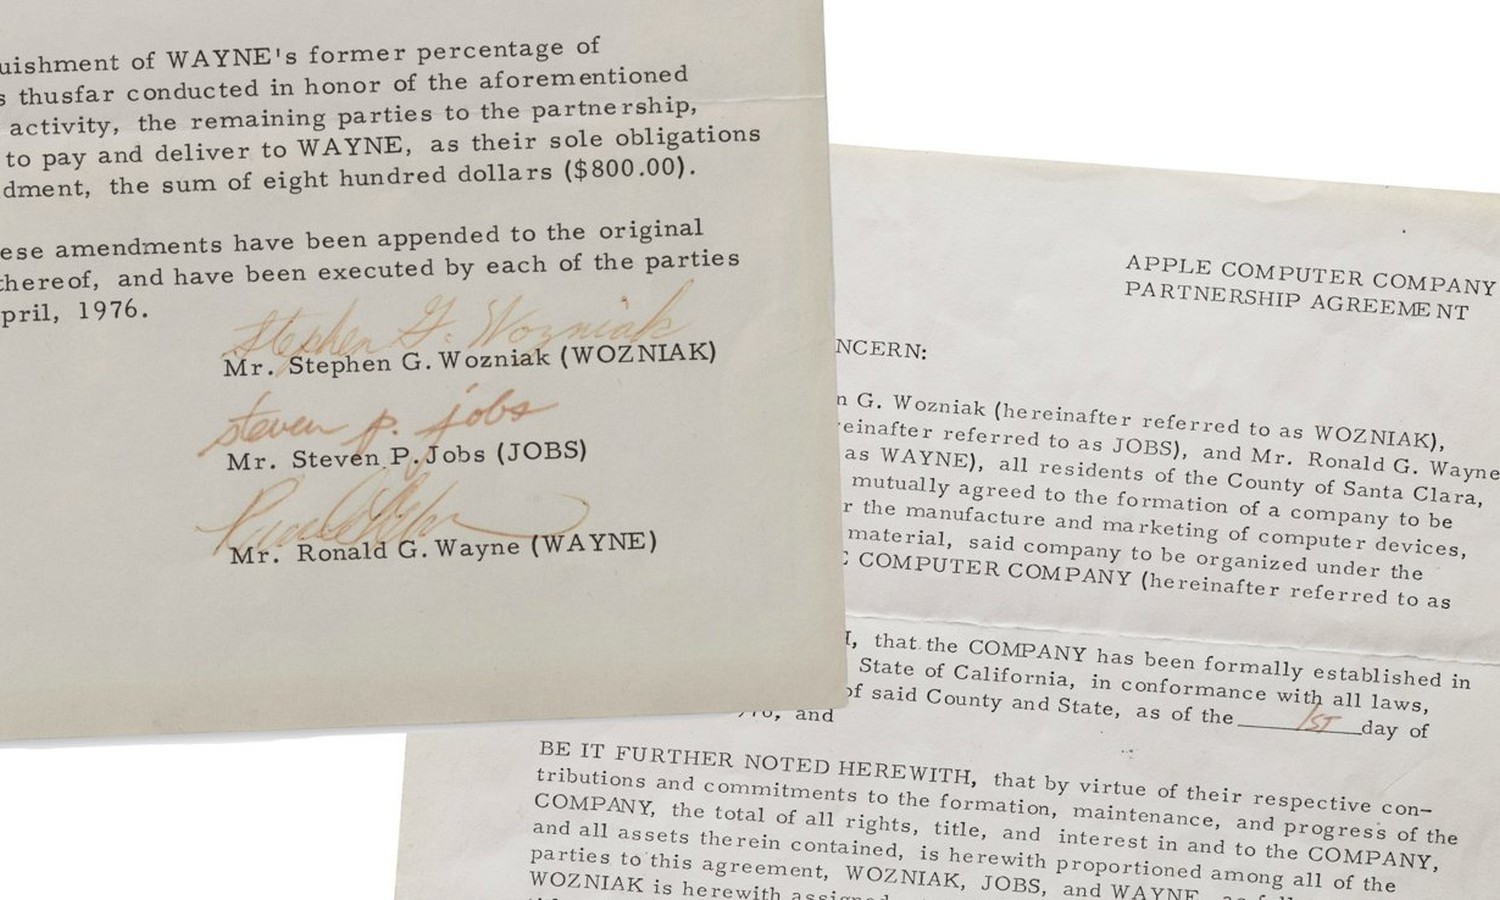 uishment of WAYNE's former percentage of
s thusfar conducted in honor of the aforementioned
activity, the remaining parties to the partnership,
to pay and deliver to WAYNE, as their sole obligations
dment, the sum of eight hundred dollars ($800.00).
ese amendments have been appended to the original
thereof, and have been executed by each of the parties
pril, 1976.
Stephen G. Wozniak
Mr. Stephen G. Wozniak (WOZNIAK)
steven p. jobs
Mr. Steven P. Jobs (JOBS)
Mr. Ronald G. Wayne (WAYNE)
APPLE COMPUTER COMPANY
PARTNERSHIP AGREEMENT
NCERN:
n G. Wozniak (hereinafter referred to as WOZNIAK),
einafter referred to as JOBS), and Mr. Ronald G. Wayne
as WAYNE), all residents of the County of Santa Clara,
mutually agreed to the formation of a company to be
r the manufacture and marketing of computer devices,
material, said company to be organized under the
COMPUTER COMPANY (hereinafter referred to as
, that the COMPANY has been formally established in
State of California, in conformance with all laws,
of said County and State, as of the 1ST day of
and
BE IT FURTHER NOTED HEREWITH, that by virtue of their respective con-
tributions and commitments to the formation, maintenance, and progress of the
COMPANY, the total of all rights, title, and interest in and to the COMPANY,
and all assets therein contained, is herewith proportioned among all of the
parties to this agreement, WOZNIAK, JOBS, and WAYNE, as
WOZNIAK is herewith